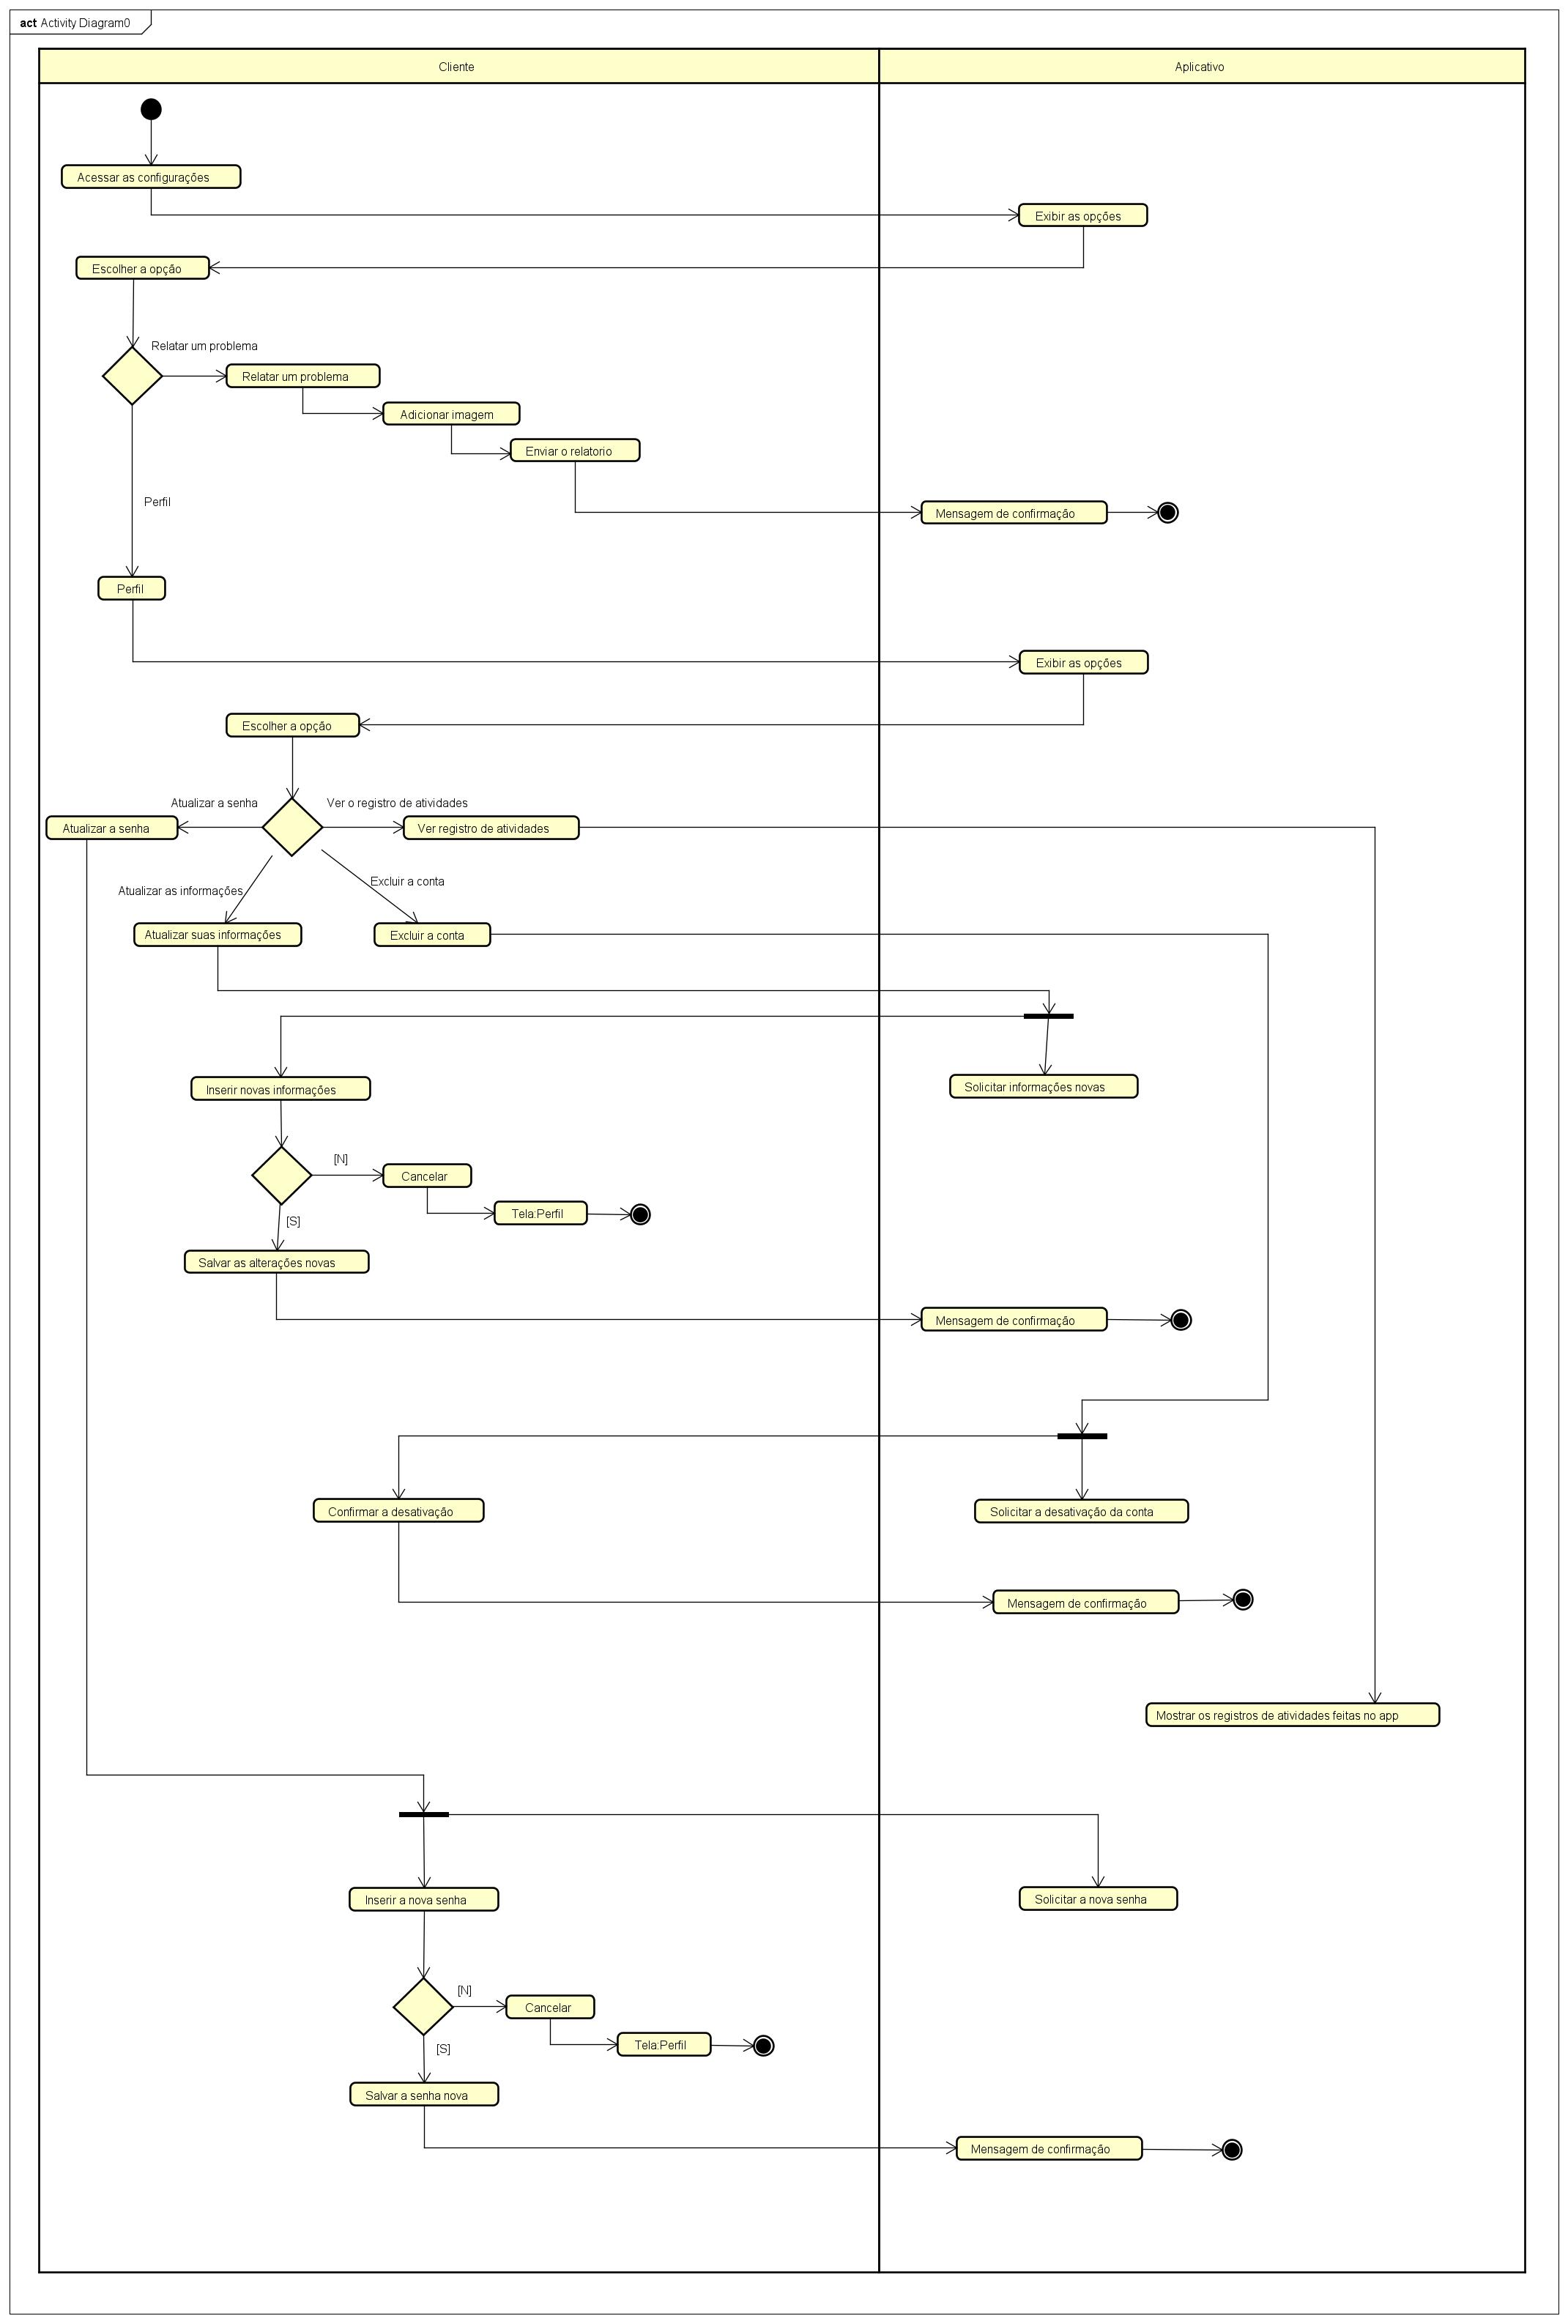 act Activity Diagram0
Cliente
Aplicativo
Acessar as configurações
Exibir as opções
Escolher a opção
Relatar um problema
Relatar um problema
Adicionar imagem
Enviar o relatorio
Perfil
Mensagem de confirmação
Perfil
Exibir as opções
Escolher a opção
Atualizar a senha
Ver o registro de atividades
Atualizar a senha
Ver registro de atividades
Excluir a conta
Atualizar as informações
Atualizar suas informações
Excluir a conta
Inserir novas informações
Solicitar informações novas
[N]
Cancelar
Tela:Perfil
[S]
Salvar as alterações novas
Mensagem de confirmação
Confirmar a desativação
Solicitar a desativação da conta
Mensagem de confirmação
Mostrar os registros de atividades feitas no app
Inserir a nova senha
Solicitar a nova senha
[N]
Cancelar
Tela:Perfil
[S]
Salvar a senha nova
Mensagem de confirmação